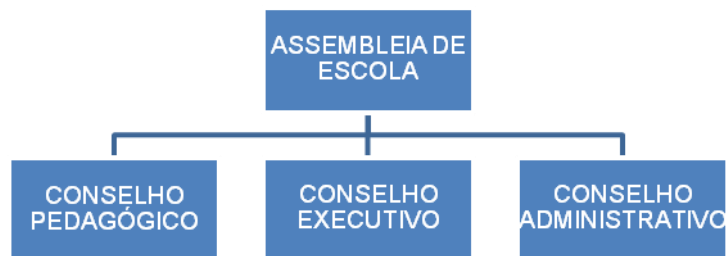 ASSEMBLEIA DE
ESCOLA
CONSELHO
PEDAGÓGICO
CONSELHO
EXECUTIVO
CONSELHO
ADMINISTRATIVO